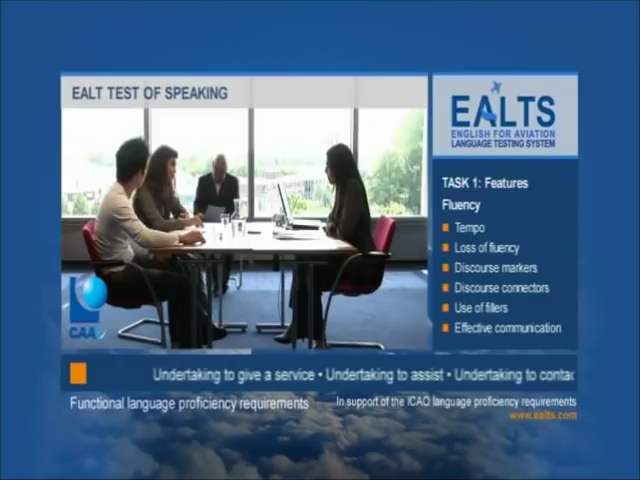 EALT TEST OF SPEAKING
EALTS
ENGLISH FOR AVIATION
LANGUAGE TESTING SYSTEM
TASK 1: Features
Fluency
Tempo
Loss of fluency
Discourse markers
Discourse connectors
Use of fillers
Effective communication
CAA
Undertaking to give a service • Undertaking to assist • Undertaking to contac
Functional language proficiency requirements
In support of the ICAO language proficiency requirements
www.ealts.com